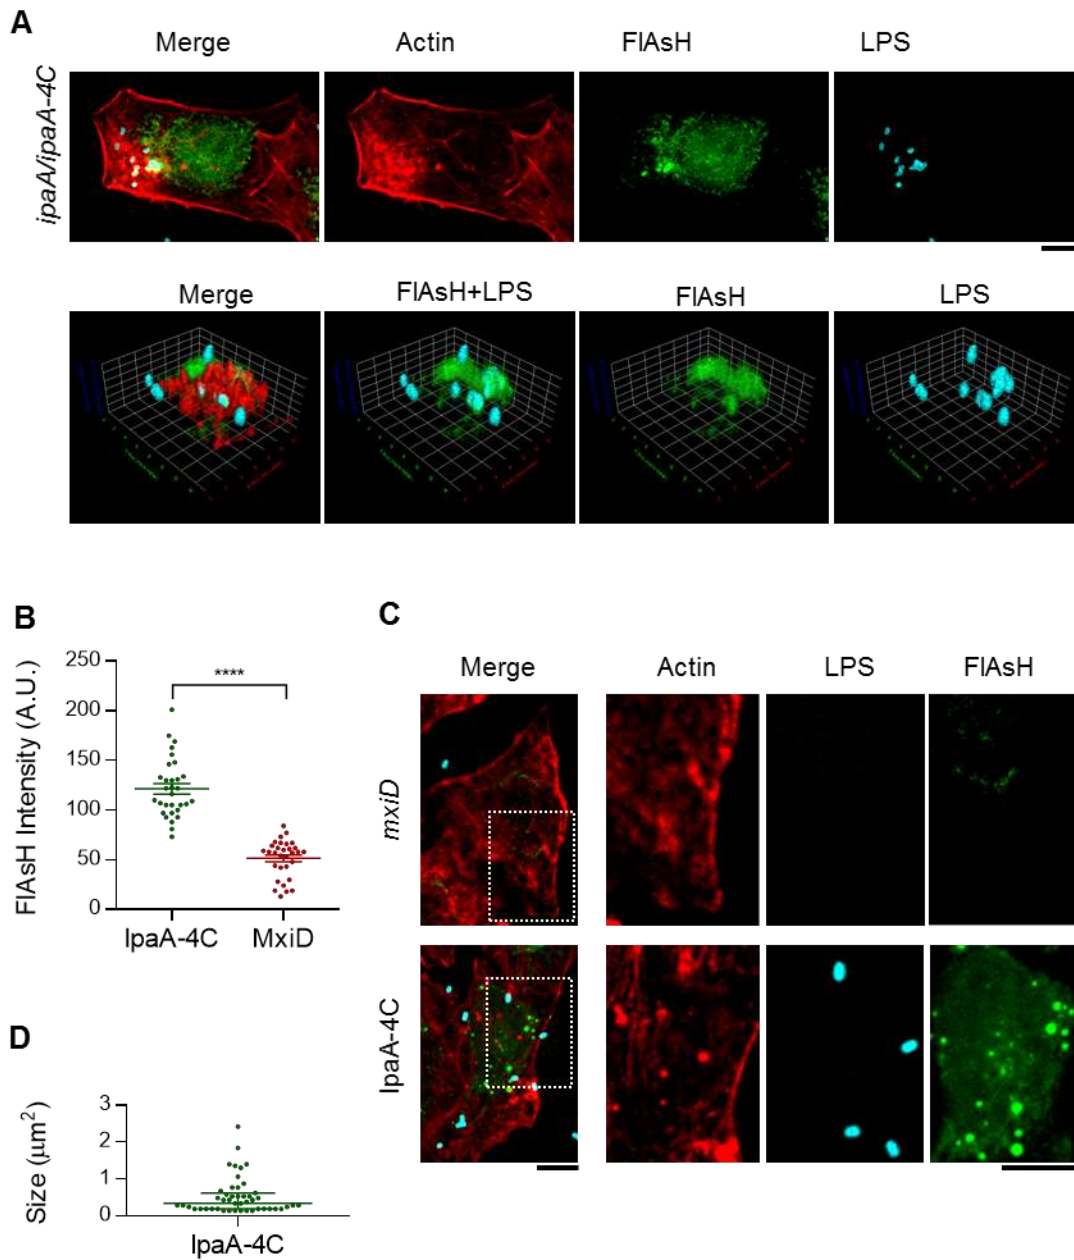 A
Merge Actin FlAsH LPS
ipaA/ipaA-4C
Merge FlAsH+LPS FlAsH LPS
B
FlAsH Intensity (A.U.)
250
200
150
100
50
0
****
IpaA-4C MxiD
C
Merge Actin LPS FlAsH
mxiD
IpaA-4C
D
Size (μm²)
3
2
1
0
IpaA-4C